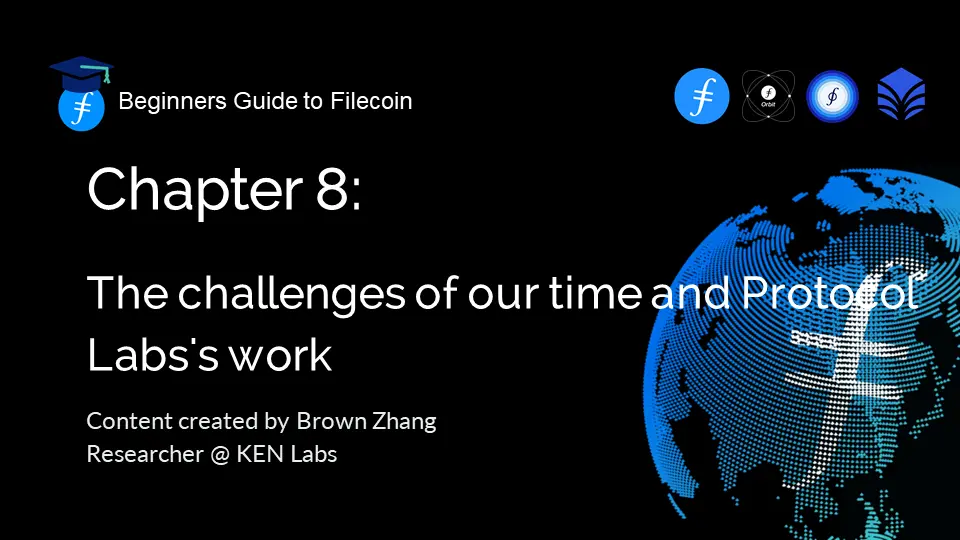 Beginners Guide to Filecoin
Orbit
Chapter 8:
The challenges of our time and Protocol
Labs's work
Content created by Brown Zhang
Researcher @ KEN Labs